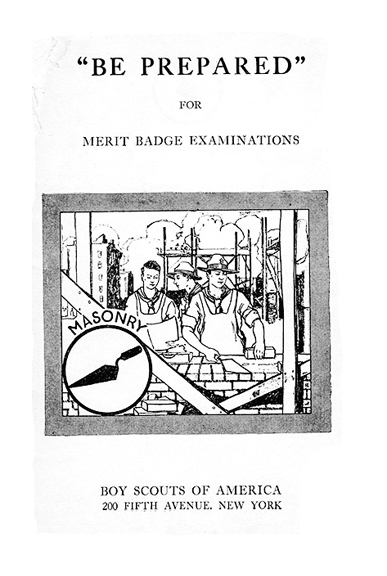 “BE PREPARED”
FOR
MERIT BADGE EXAMINATIONS
MASONRY
BOY SCOUTS OF AMERICA
200 FIFTH AVENUE. NEW YORK